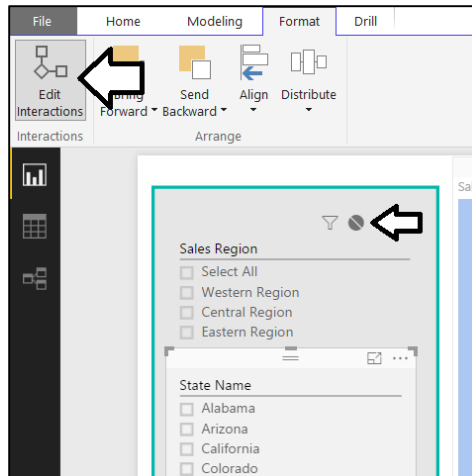 File Home Modeling Format Drill
Edit Send Align Distribute
Interactions Forward Backward
Interactions Arrange
Sa
Sales Region
Select All
Western Region
Central Region
Eastern Region
State Name
Alabama
Arizona
California
Colorado